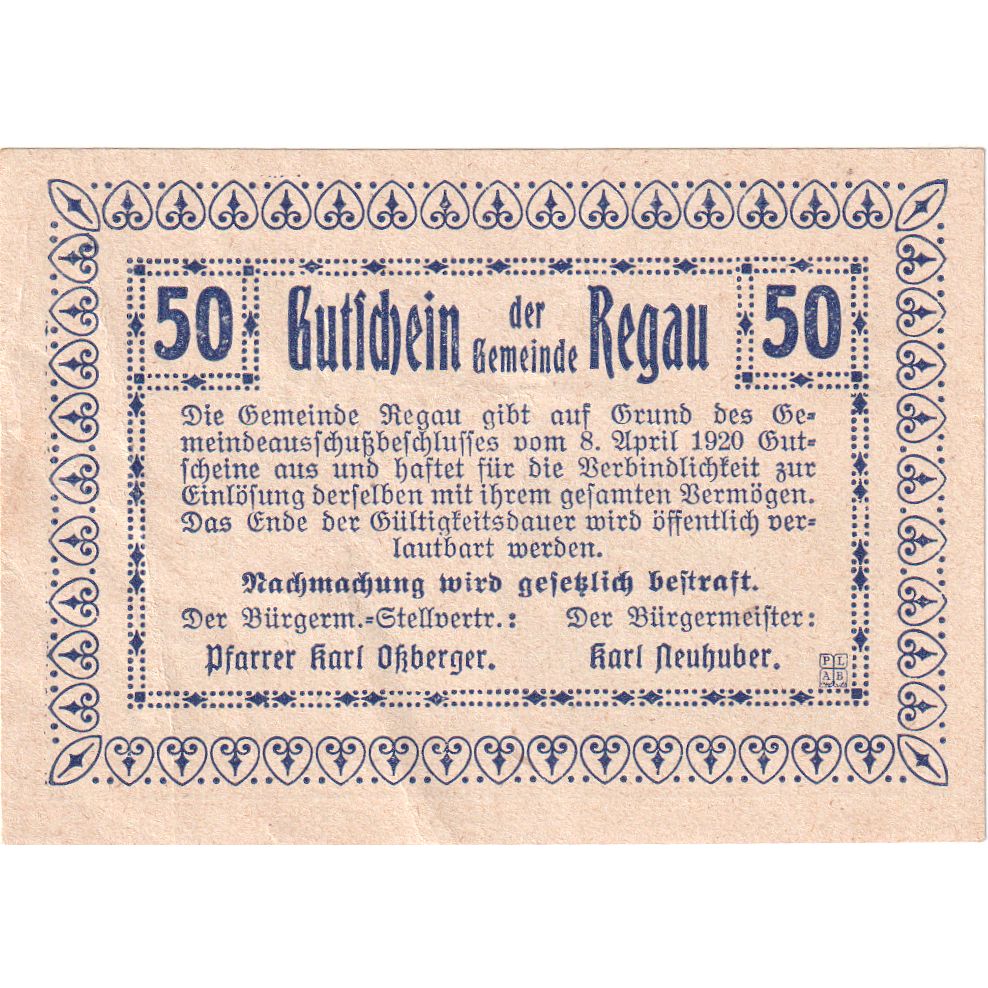 50 Gutschein der Gemeinde Regau 50
Die Gemeinde Regau gibt auf Grund des Ge-
meindeausschußbeschlusses vom 8. April 1920 Gut-
scheine aus und haftet für die Verbindlichkeit zur
Einlösung derselben mit ihrem gesamten Vermögen.
Das Ende der Gültigkeitsdauer wird öffentlich ver-
lautbart werden.
Nachmachung wird gesetzlich bestraft.
Der Bürgerm.-Stellvertr.: Der Bürgermeister:
Pfarrer Karl Oßberger. Karl Neuhuber.
PL
AB